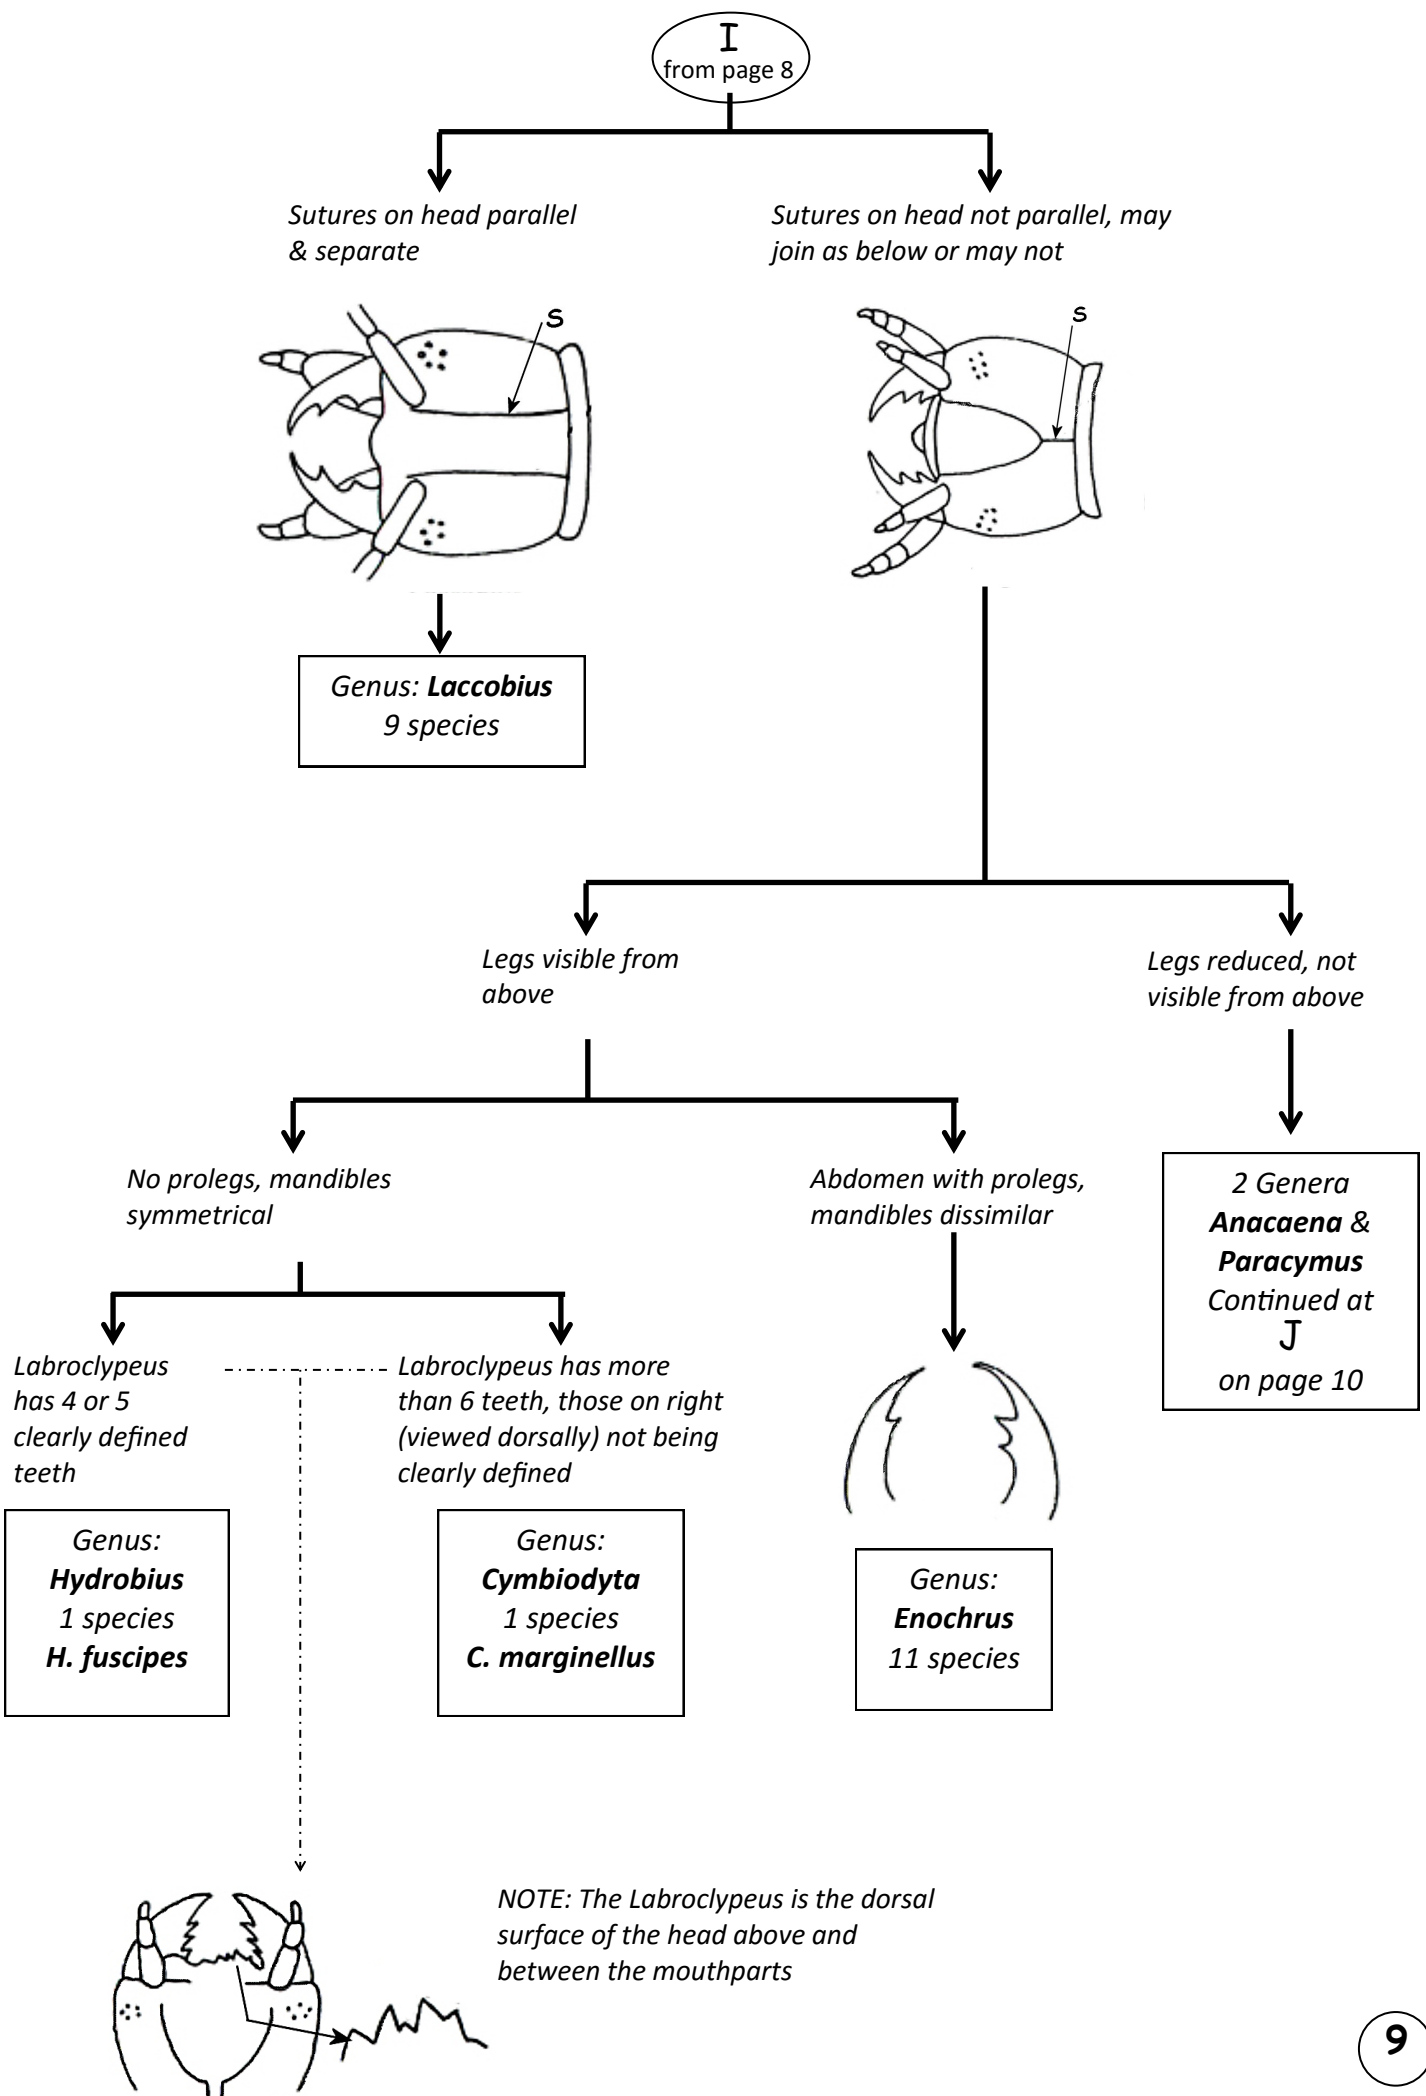 I
from page 8
Sutures on head parallel
& separate
Sutures on head not parallel, may
join as below or may not
s
s
Genus: Laccobius
9 species
Legs visible from
above
Legs reduced, not
visible from above
No prolegs, mandibles
symmetrical
Abdomen with prolegs,
mandibles dissimilar
2 Genera
Anacaena &
Paracymus
Continued at
J
on page 10
Labroclypeus
has 4 or 5
clearly defined
teeth
Labroclypeus has more
than 6 teeth, those on right
(viewed dorsally) not being
clearly defined
Genus:
Hydrobius
1 species
H. fuscipes
Genus:
Cymbiodyta
1 species
C. marginellus
Genus:
Enochrus
11 species
NOTE: The Labroclypeus is the dorsal
surface of the head above and
between the mouthparts
9